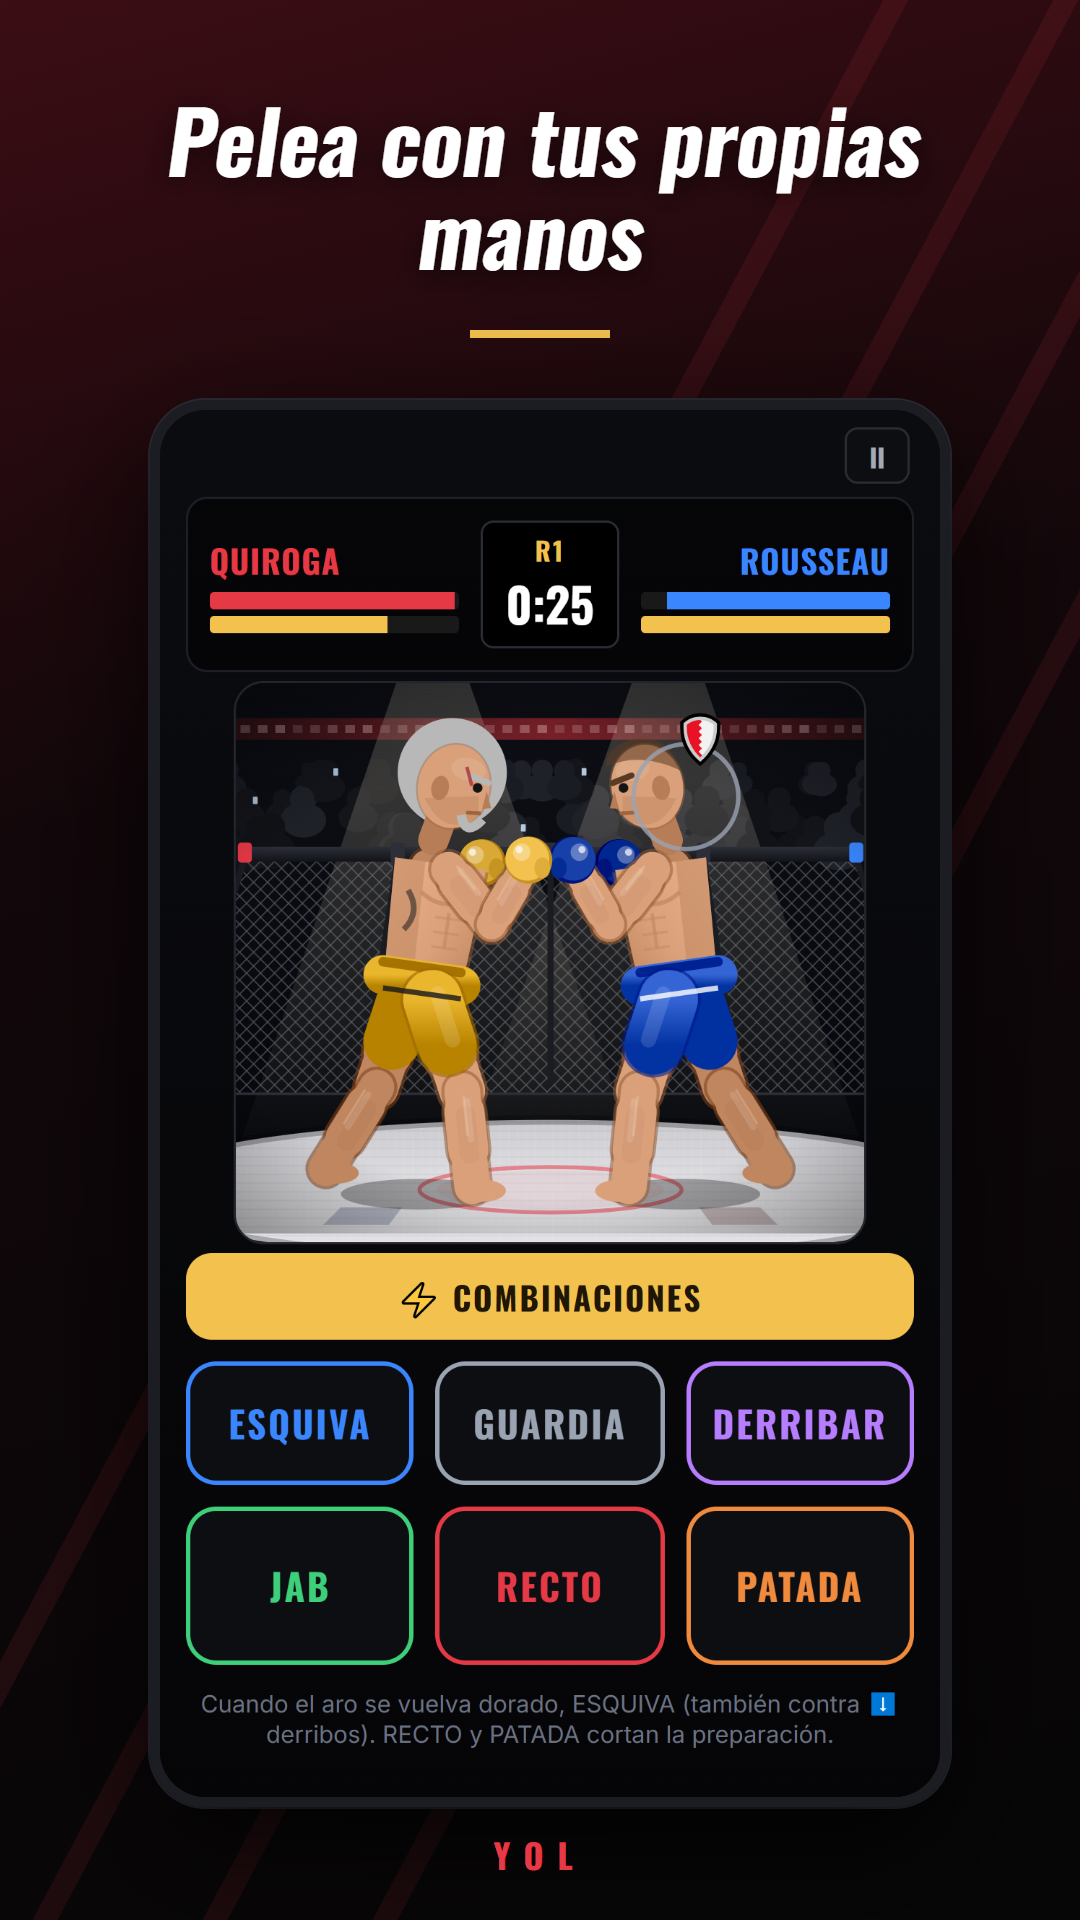 Pelea con tus propias
manos
QUIROGA
R1
0:25
ROUSSEAU
COMBINACIONES
ESQUIVA
GUARDIA
DERRIBAR
JAB
RECTO
PATADA
Cuando el aro se vuelva dorado, ESQUIVA (también contra ⬇
derribos). RECTO y PATADA cortan la preparación.
YOL